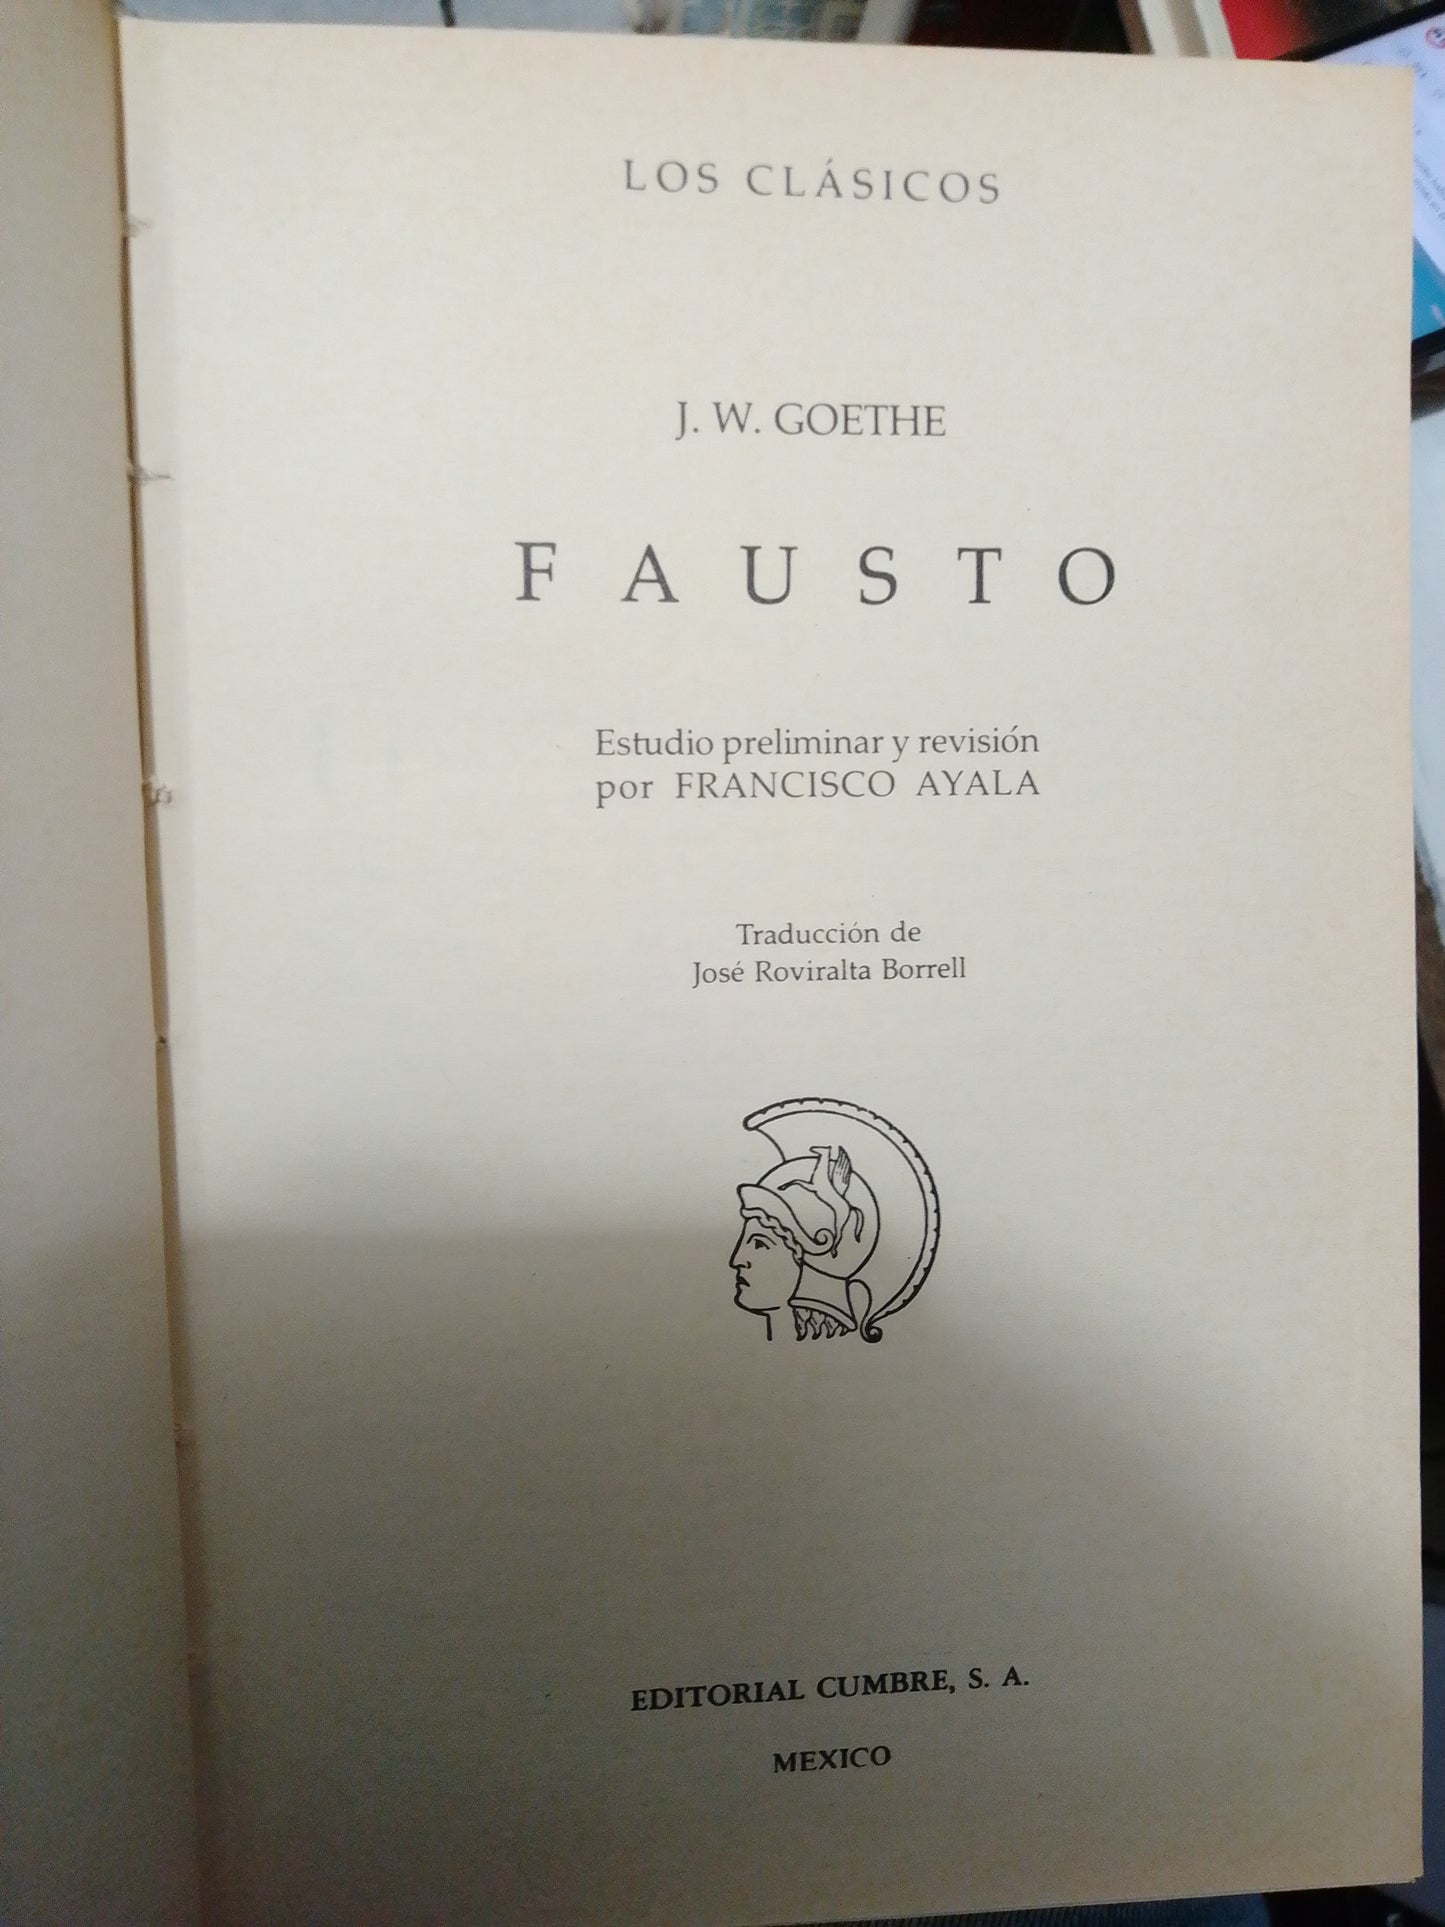 LOS CLÁSICOS
J. W. GOETHE
FAUSTO
Estudio preliminar y revisión
por FRANCISCO AYALA
Traducción de
José Roviralta Borrell
EDITORIAL CUMBRE, S. A.
MEXICO